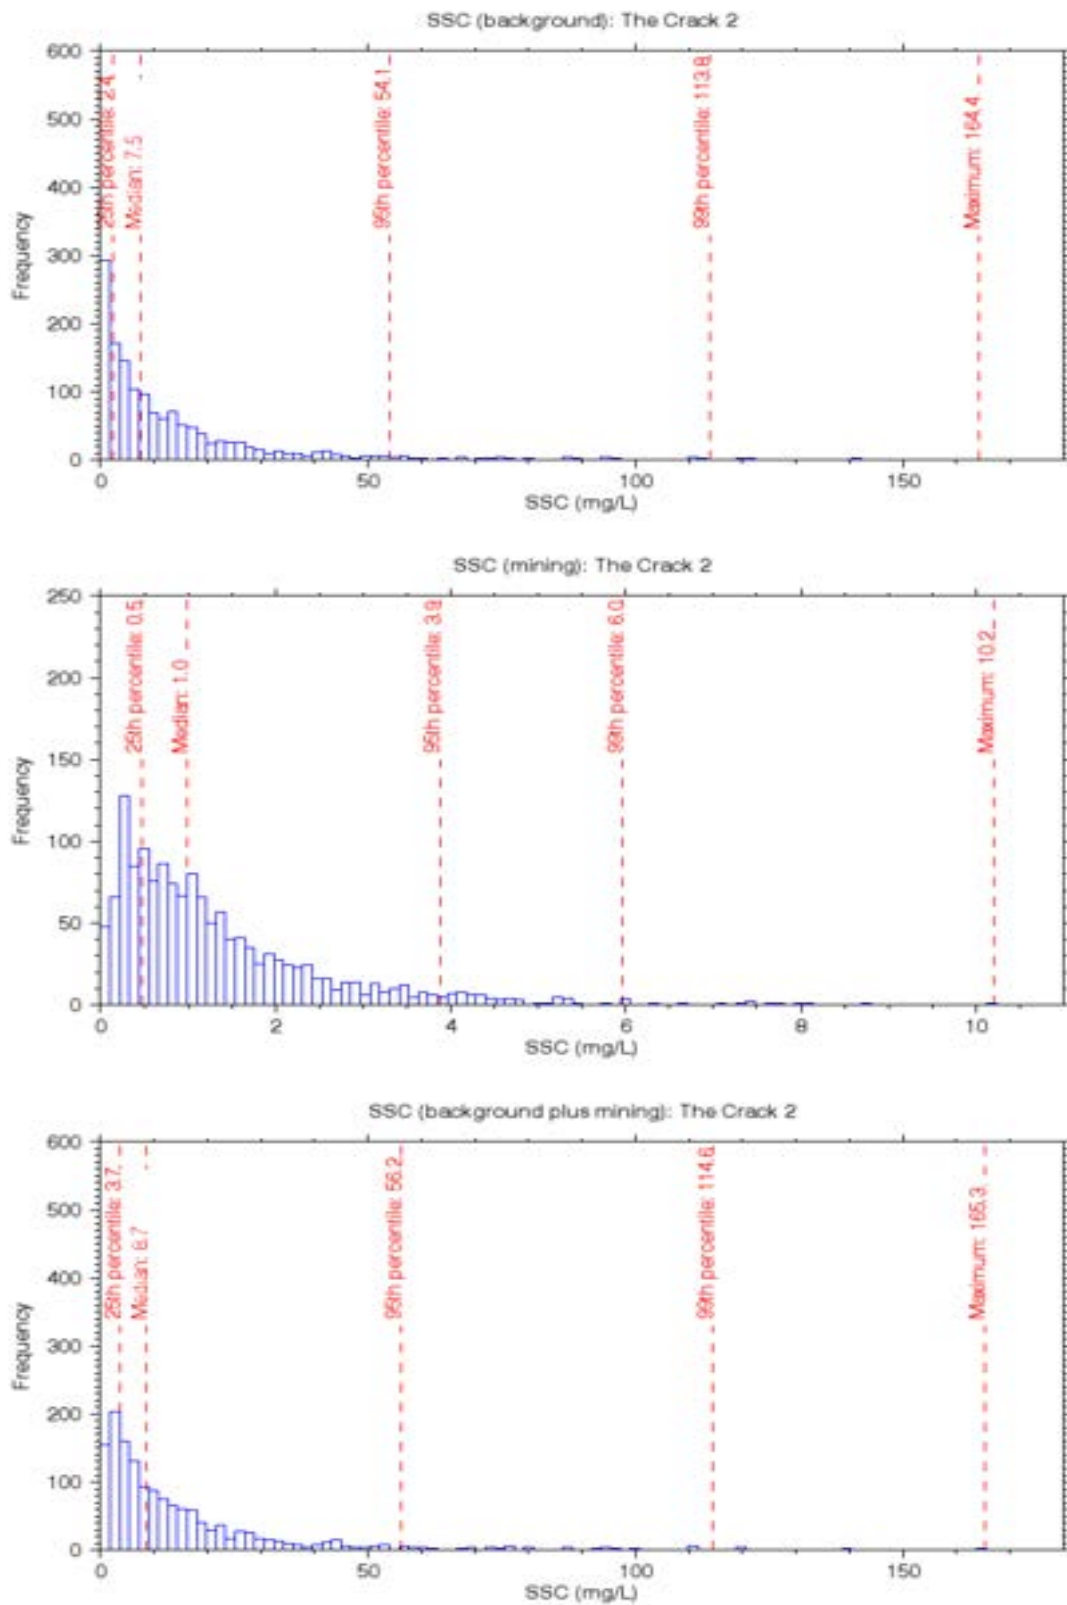 SSC (background): The Crack 2
600
500
400
300
200
100
0
Frequency
25th percentile: 2.4
Median: 7.5
95th percentile: 54.1
99th percentile: 113.8
Maximum: 164.4
0 50 100 150
SSC (mg/L)
SSC (mining): The Crack 2
250
200
150
100
50
0
Frequency
25th percentile: 0.5
Median: 1.0
95th percentile: 3.9
99th percentile: 6.0
Maximum: 10.2
0 2 4 6 8 10
SSC (mg/L)
SSC (background plus mining): The Crack 2
600
500
400
300
200
100
0
Frequency
25th percentile: 3.7
Median:
95th percentile: 56.2
99th percentile: 114.6
Maximum: 165.3
0 50 100 150
SSC (mg/L)